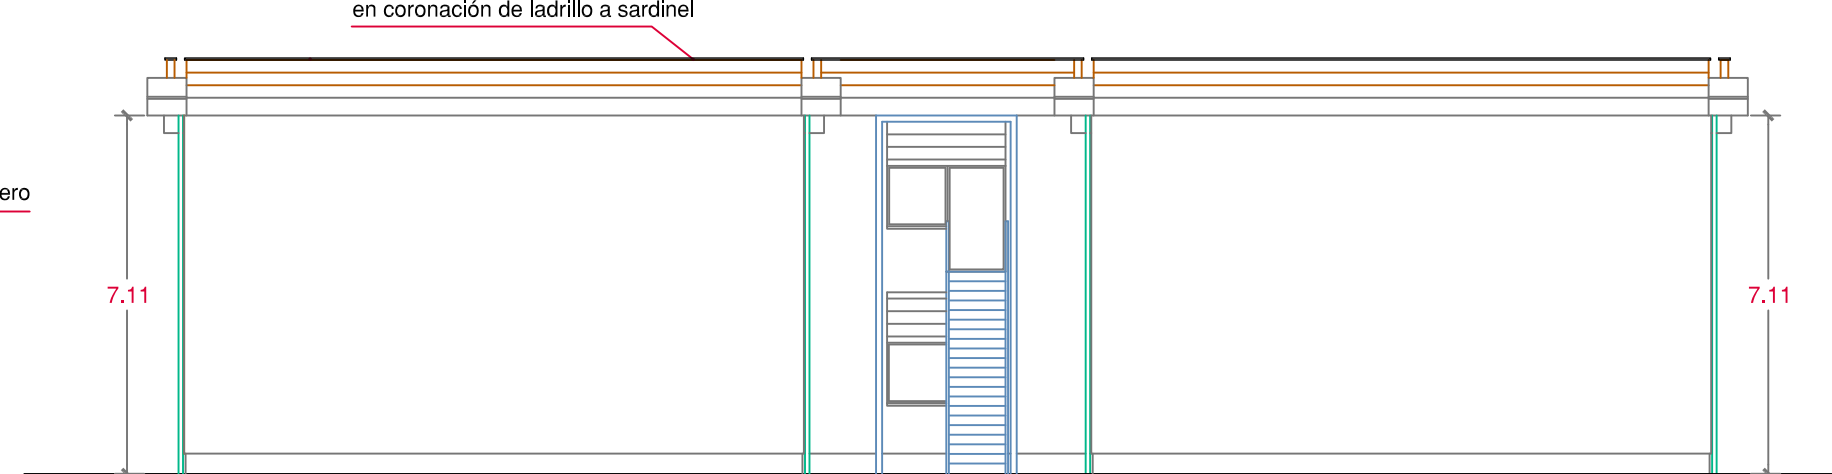 en coronación de ladrillo a sardinel
ero
7.11
7.11